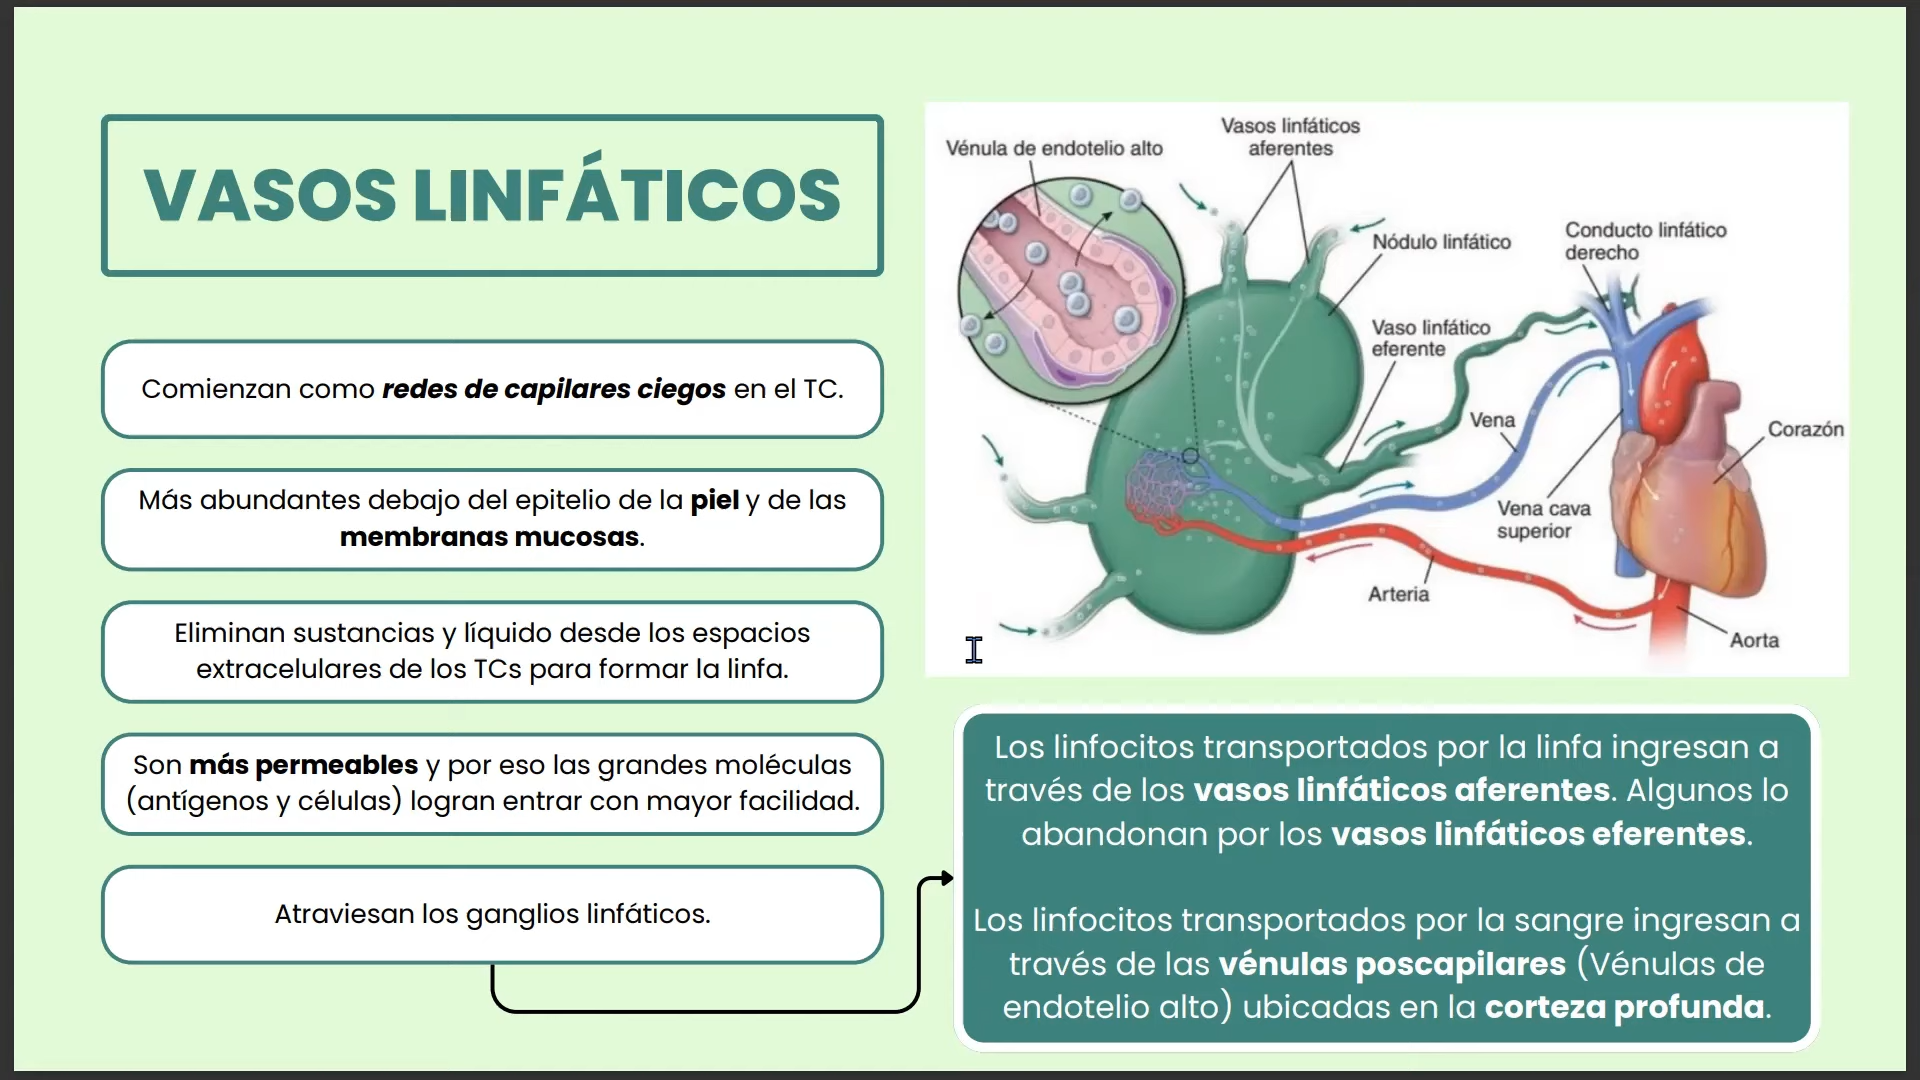 VASOS LINFÁTICOS
Comienzan como redes de capilares ciegos en el TC.
Más abundantes debajo del epitelio de la piel y de las
membranas mucosas.
Eliminan sustancias y líquido desde los espacios
extracelulares de los TCs para formar la linfa.
Son más permeables y por eso las grandes moléculas
(antígenos y células) logran entrar con mayor facilidad.
Atraviesan los ganglios linfáticos.
Vénula de endotelio alto
Vasos linfáticos
aferentes
Nódulo linfático
Conducto linfático
derecho
Vaso linfático
eferente
Vena
Corazón
Vena cava
superior
Arteria
Aorta
Los linfocitos transportados por la linfa ingresan a
través de los vasos linfáticos aferentes. Algunos lo
abandonan por los vasos linfáticos eferentes.
Los linfocitos transportados por la sangre ingresan a
través de las vénulas poscapilares (Vénulas de
endotelio alto) ubicadas en la corteza profunda.